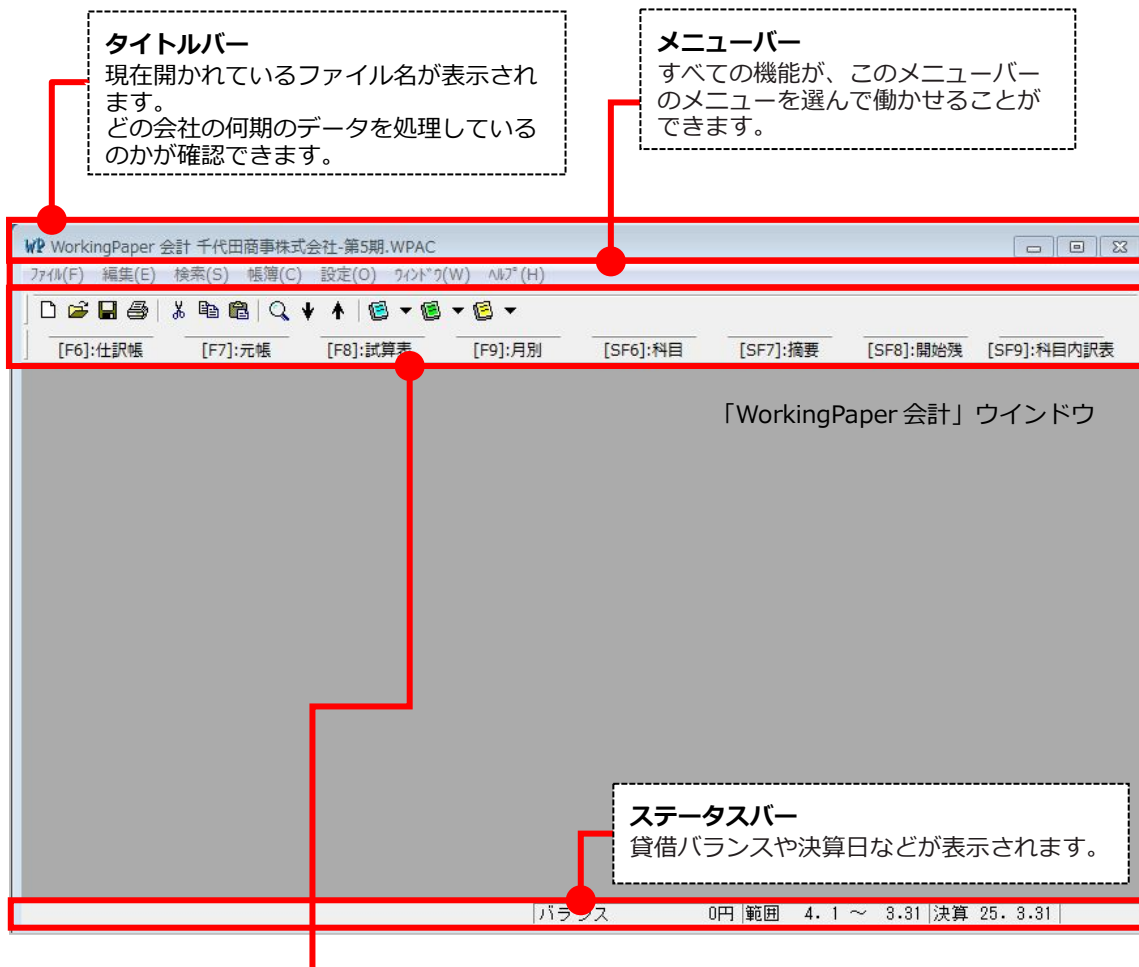 タイトルバー
現在開かれているファイル名が表示され
ます。
どの会社の何期のデータを処理している
のかが確認できます。
メニューバー
すべての機能が、このメニューバー
のメニューを選んで働かせることが
できます。
WP WorkingPaper 会計 千代田商事株式会社-第5期.WPAC
ﾌｧｲﾙ(F) 編集(E) 検索(S) 帳簿(C) 設定(O) ｳｨﾝﾄﾞｳ(W) ﾍﾙﾌﾟ(H)
[F6]:仕訳帳 [F7]:元帳 [F8]:試算表 [F9]:月別 [SF6]:科目 [SF7]:摘要 [SF8]:開始残 [SF9]:科目内訳表
「WorkingPaper 会計」ウインドウ
ステータスバー
貸借バランスや決算日などが表示されます。
バランス 0円 範囲 4. 1 ～ 3.31 決算 25. 3.31